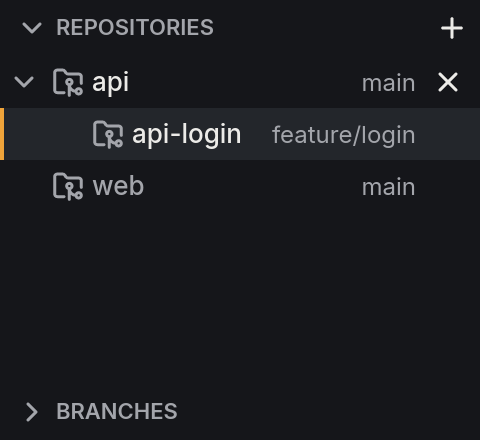 REPOSITORIES
api main
api-login feature/login
web main
BRANCHES